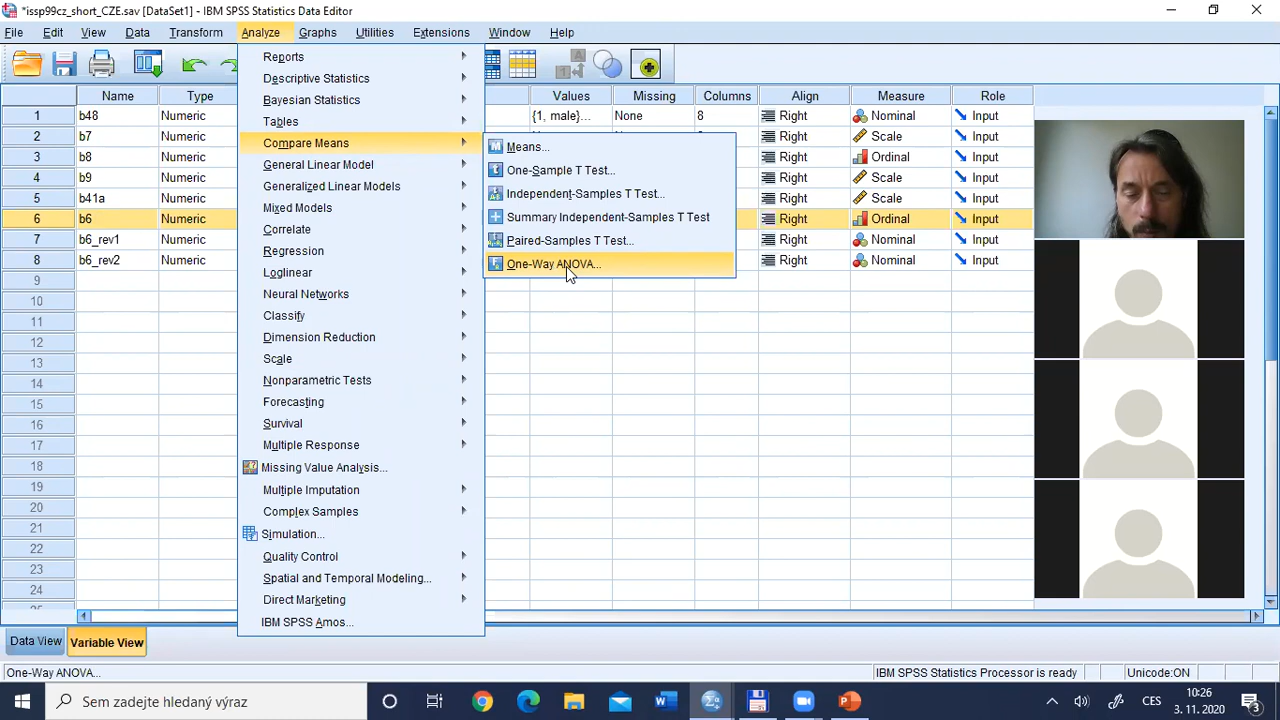 *issp99cz_short_CZE.sav [DataSet1] - IBM SPSS Statistics Data Editor
File Edit View Data Transform Analyze Graphs Utilities Extensions Window Help
Name Type Values Missing Columns Align Measure Role
1 b48 Numeric {1, male}... None 8 Right Nominal Input
2 b7 Numeric Right Scale Input
3 b8 Numeric Right Ordinal Input
4 b9 Numeric Right Scale Input
5 b41a Numeric Right Scale Input
6 b6 Numeric Right Ordinal Input
7 b6_rev1 Numeric Right Nominal Input
8 b6_rev2 Numeric Right Nominal Input
9
10
11
12
13
14
15
16
17
18
19
20
21
22
23
24
Reports
Descriptive Statistics
Bayesian Statistics
Tables
Compare Means
General Linear Model
Generalized Linear Models
Mixed Models
Correlate
Regression
Loglinear
Neural Networks
Classify
Dimension Reduction
Scale
Nonparametric Tests
Forecasting
Survival
Multiple Response
Missing Value Analysis...
Multiple Imputation
Complex Samples
Simulation...
Quality Control
Spatial and Temporal Modeling...
Direct Marketing
IBM SPSS Amos...
Means...
One-Sample T Test...
Independent-Samples T Test...
Summary Independent-Samples T Test
Paired-Samples T Test...
One-Way ANOVA...
Data View Variable View
One-Way ANOVA... IBM SPSS Statistics Processor is ready Unicode:ON
Sem zadejte hledaný výraz
CES
10:26
3. 11. 2020
3